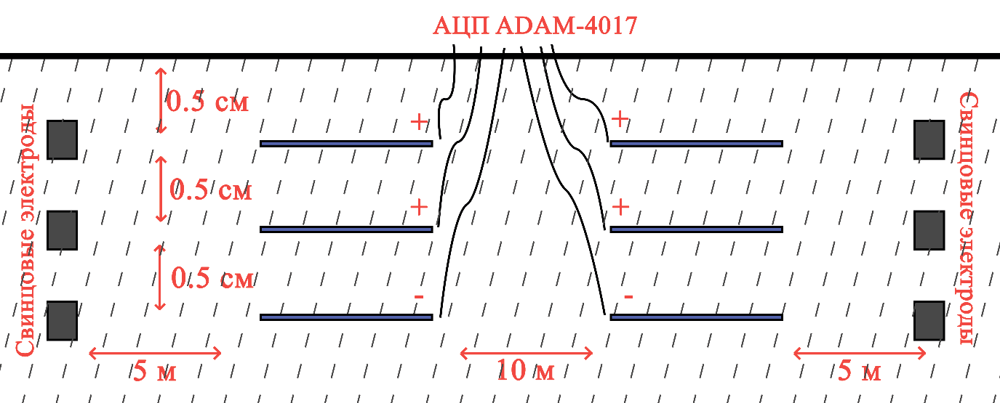 АЦП ADAM-4017
0.5 см
+
+
Свинцовые электроды
Свинцовые электроды
0.5 см
+
+
0.5 см
-
-
5 м
10 м
5 м